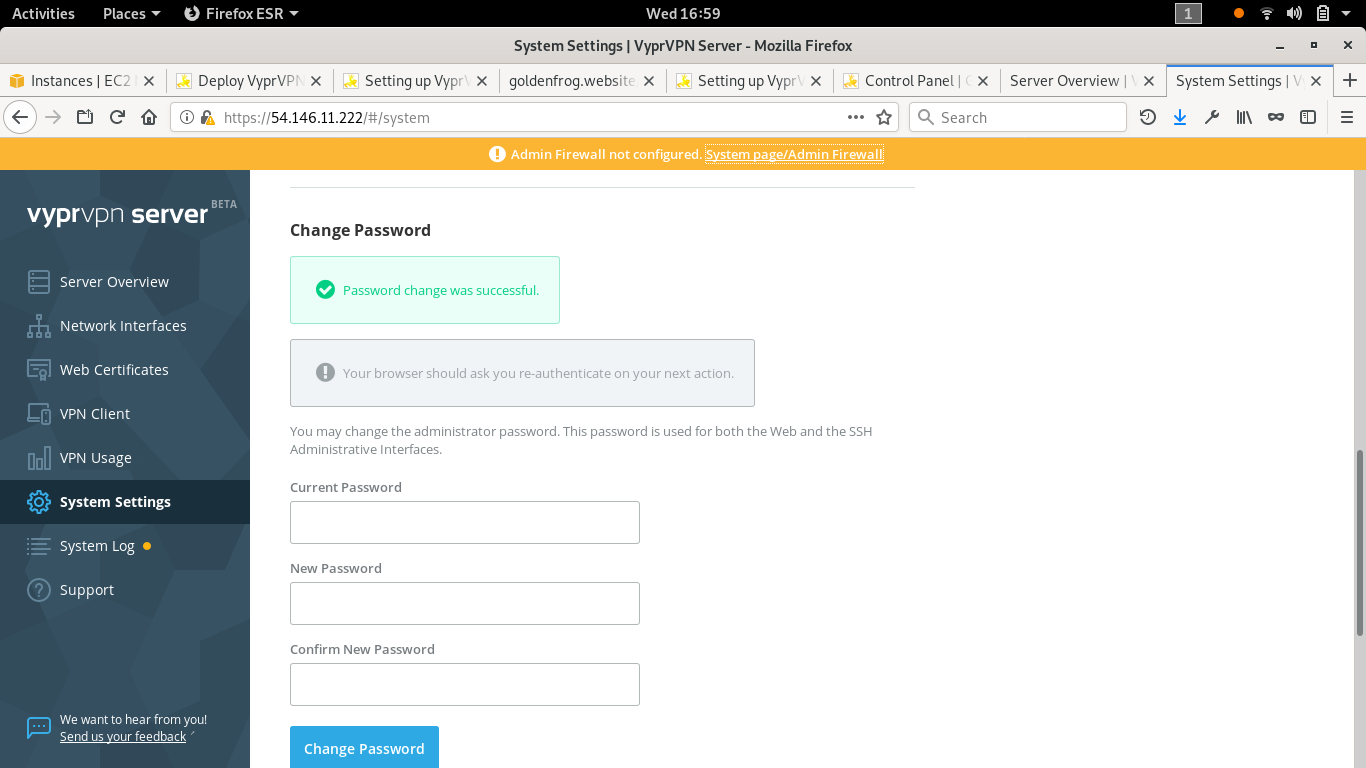 Activities Places Firefox ESR Wed 16:59 1
System Settings | VyprVPN Server - Mozilla Firefox
Instances | EC2 Deploy VyprVPN Setting up Vypr goldenfrog.website Setting up Vypr Control Panel | Server Overview | System Settings |
https://54.146.11.222/#/system Search
Admin Firewall not configured. System page/Admin Firewall
vyprvpn server BETA
Server Overview
Network Interfaces
Web Certificates
VPN Client
VPN Usage
System Settings
System Log
Support
We want to hear from you!
Send us your feedback
Change Password
Password change was successful.
Your browser should ask you re-authenticate on your next action.
You may change the administrator password. This password is used for both the Web and the SSH
Administrative Interfaces.
Current Password
New Password
Confirm New Password
Change Password